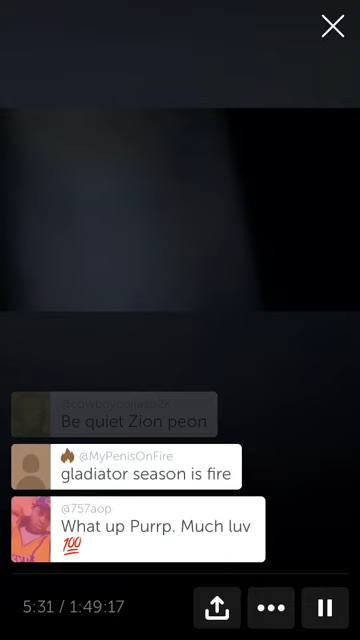 @cowboycollaso2K
Be quiet Zion peon
@MyPenisOnFire
gladiator season is fire
@757aop
What up Purrp. Much luv
💯
5:31 / 1:49:17